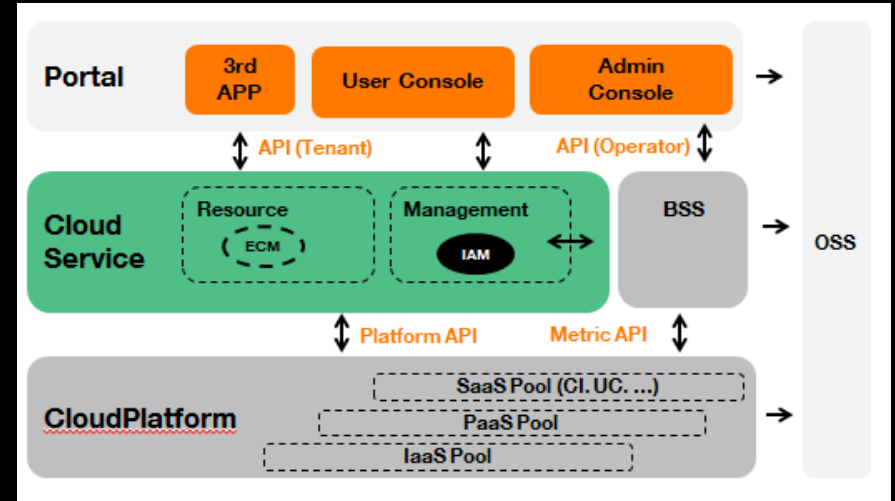 Portal
3rd
APP
User Console
Admin
Console
API (Tenant)
API (Operator)
Cloud
Service
Resource
ECM
Management
IAM
BSS
OSS
Platform API
Metric API
CloudPlatform
SaaS Pool (CI. UC. ...)
PaaS Pool
IaaS Pool